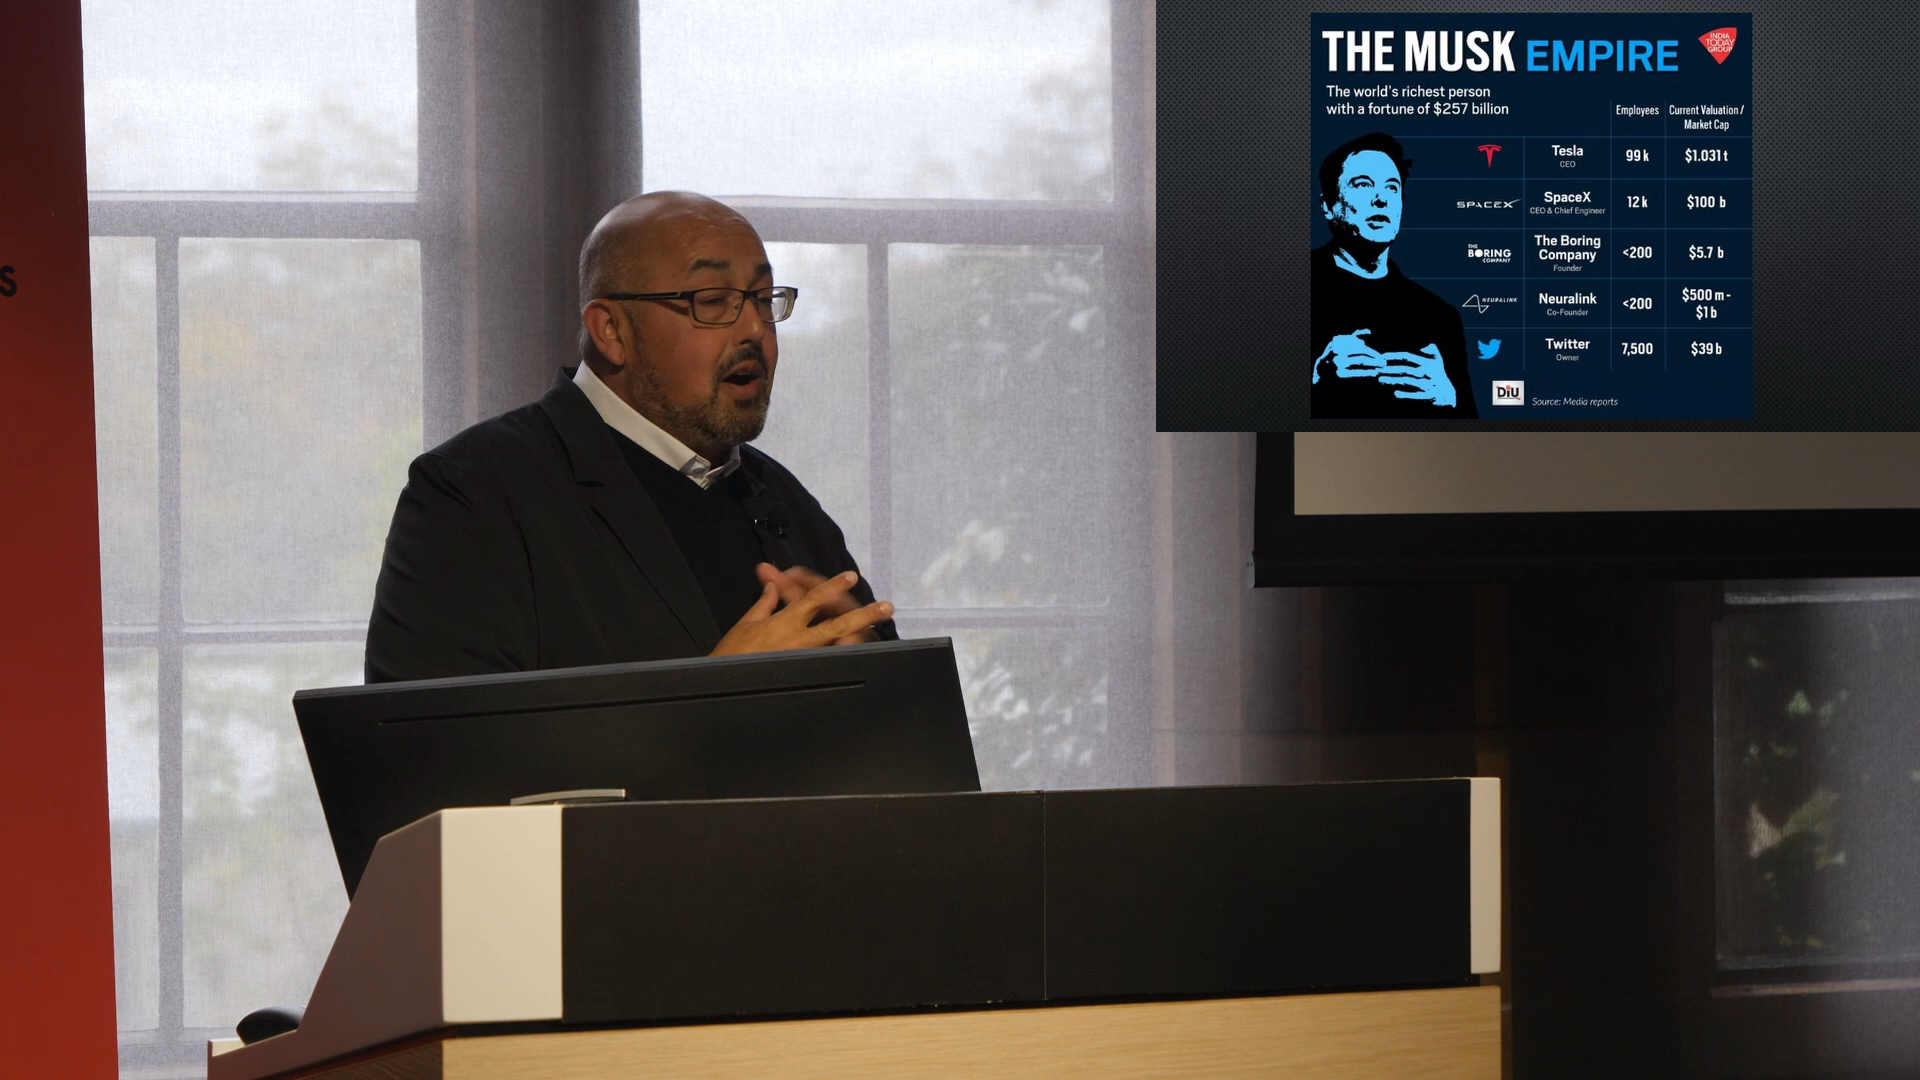 S
THE MUSK EMPIRE
INDIA
TODAY
GROUP
The world's richest person
with a fortune of $257 billion
Employees
Current Valuation /
Market Cap
Tesla
CEO
99 k
$1.031 t
SPACEX
SpaceX
CEO & Chief Engineer
12 k
$100 b
THE
BORING
COMPANY
The Boring
Company
Founder
<200
$5.7 b
NEURALINK
Neuralink
Co-Founder
<200
$500 m -
$1 b
Twitter
Owner
7,500
$39 b
DiU
Source: Media reports